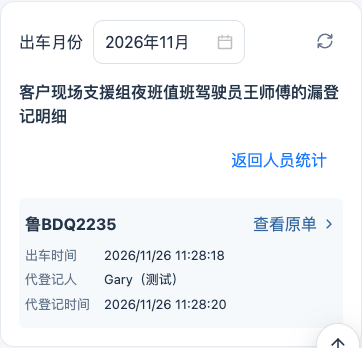 出车月份 2026年11月
客户现场支援组夜班值班驾驶员王师傅的漏登
记明细
返回人员统计
鲁BDQ2235 查看原单
出车时间 2026/11/26 11:28:18
代登记人 Gary（测试）
代登记时间 2026/11/26 11:28:20